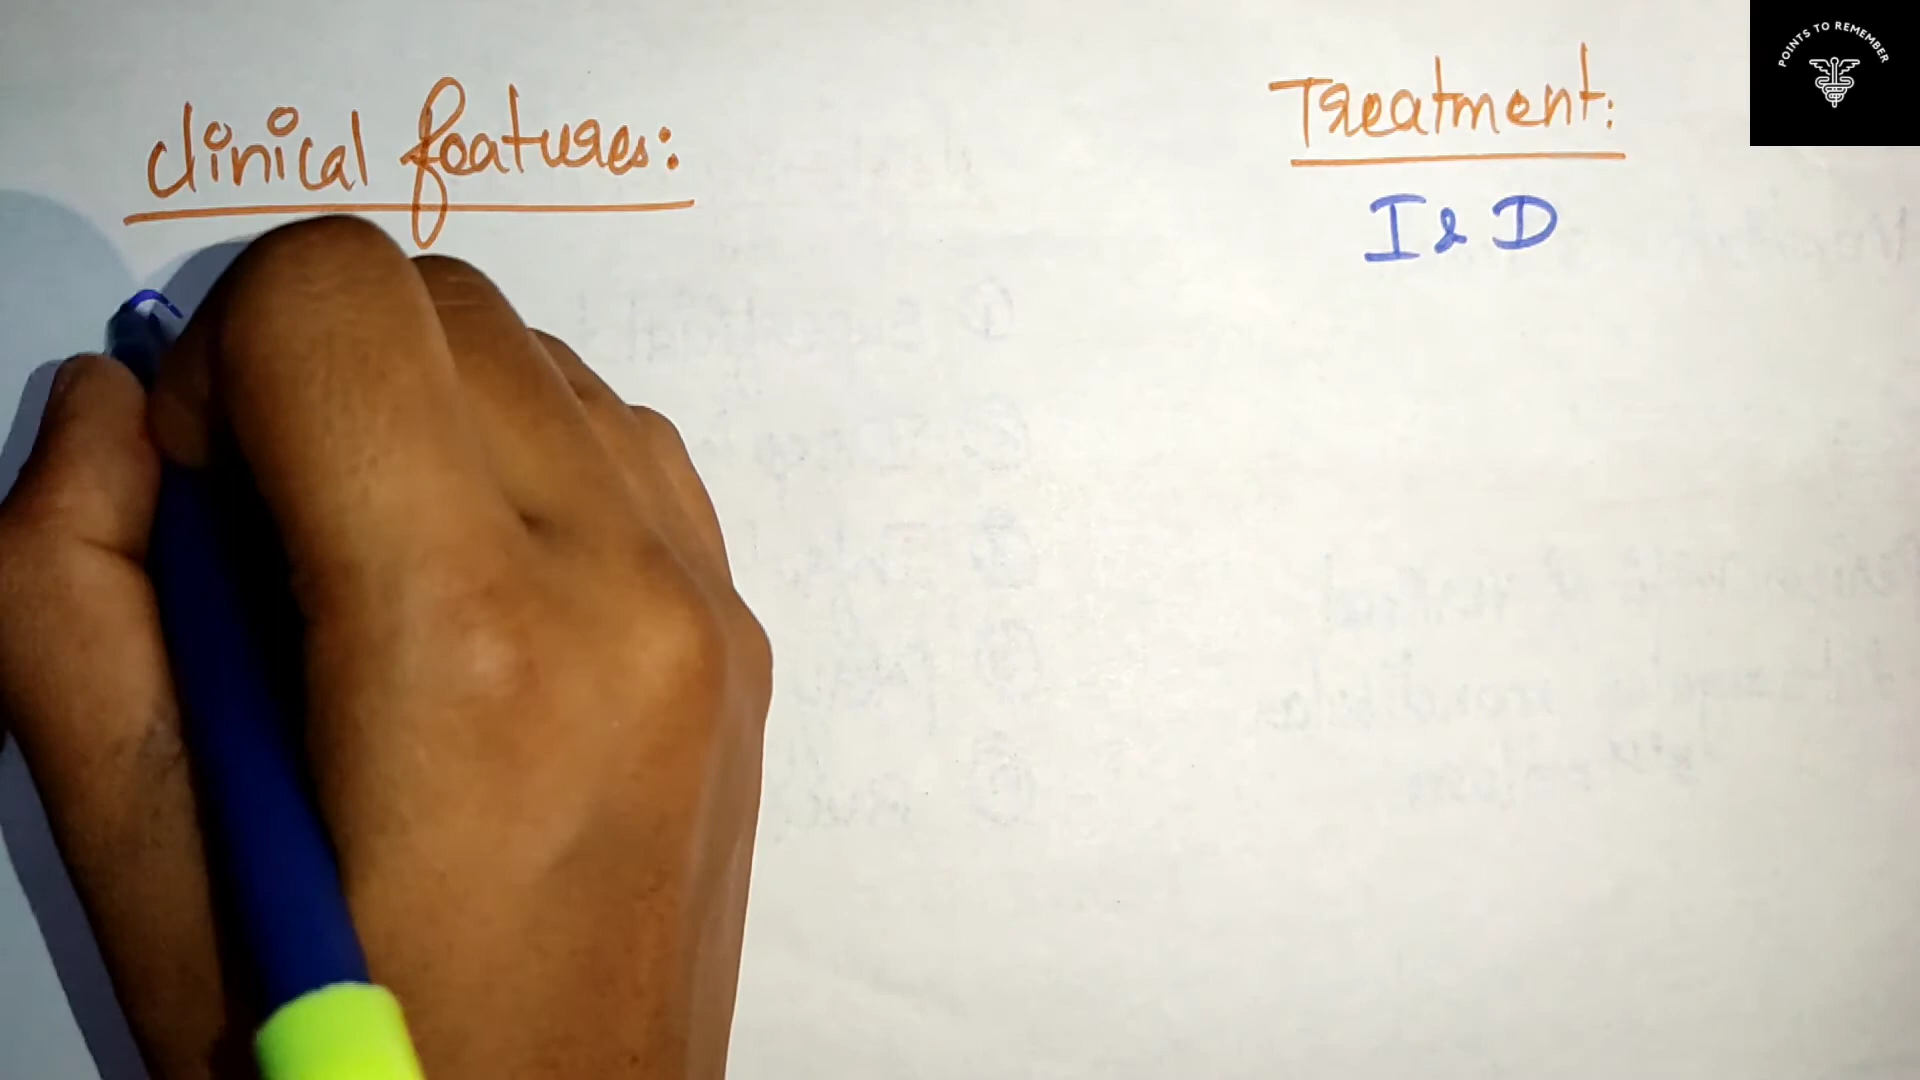 clinical features:
Treatment:
I & D
POINTS TO REMEMBER